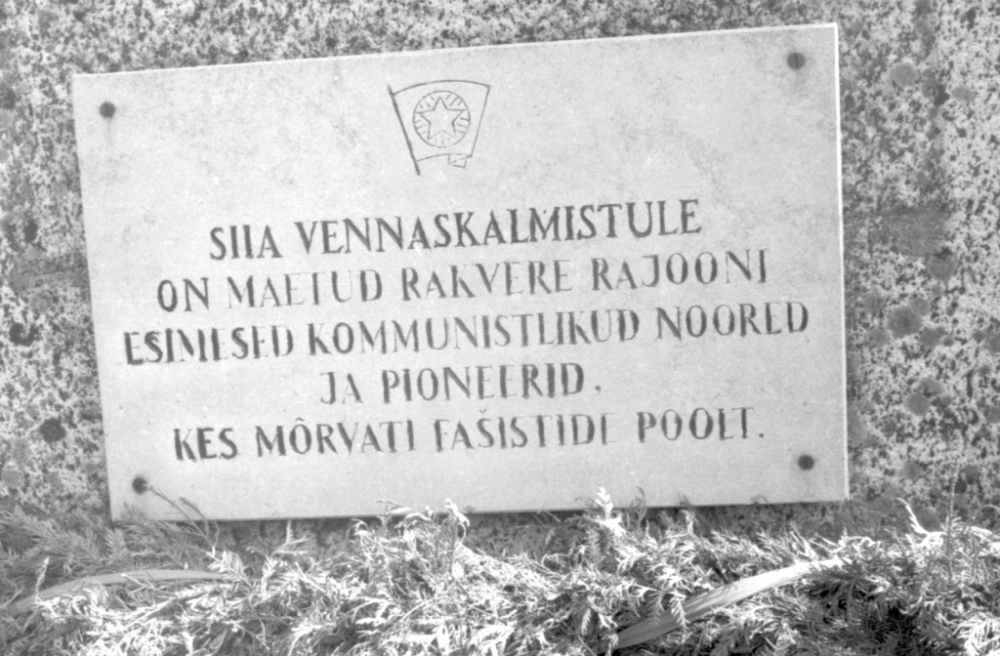 SIIA VENNASKALMISTULE
ON MAETUD RAKVERE RAJOONI
ESIMESED KOMMUNISTLIKUD NOORED
JA PIONEERID,
KES MÕRVATI FAŠISTIDE POOLT.